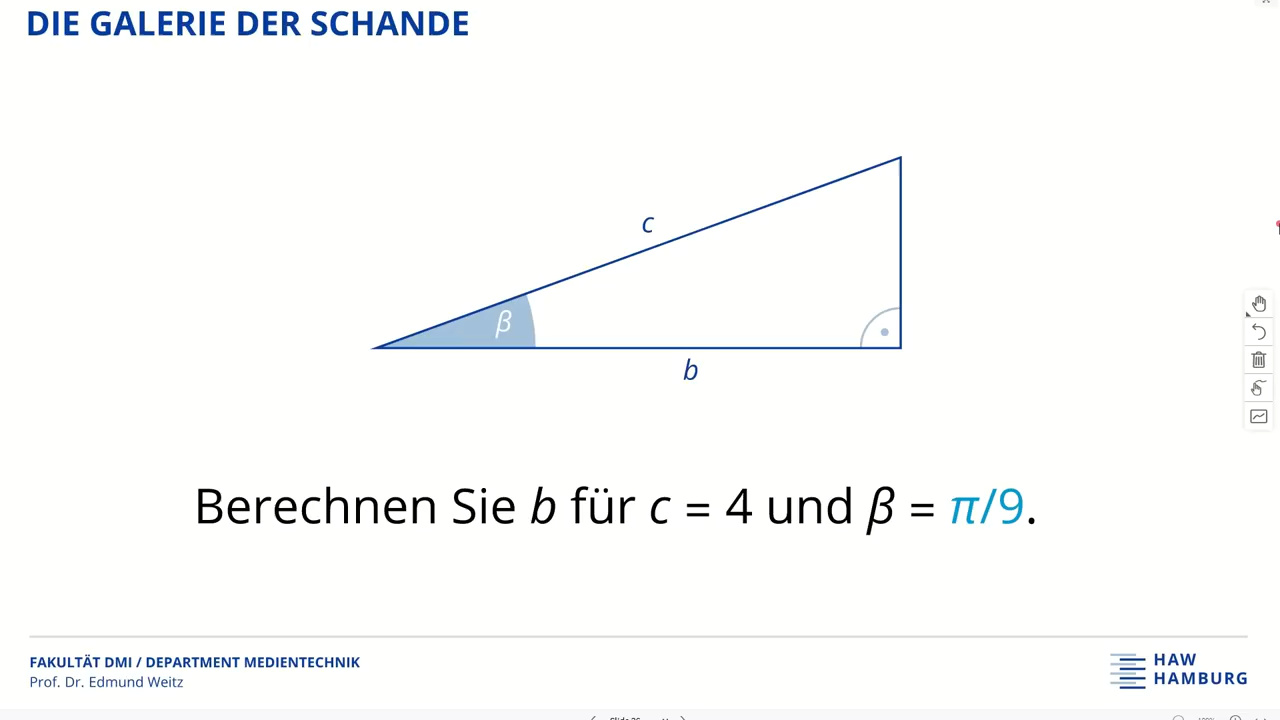 DIE GALERIE DER SCHANDE
c
β
b
Berechnen Sie b für c = 4 und β = π/9.
FAKULTÄT DMI / DEPARTMENT MEDIENTECHNIK
Prof. Dr. Edmund Weitz
HAW
HAMBURG